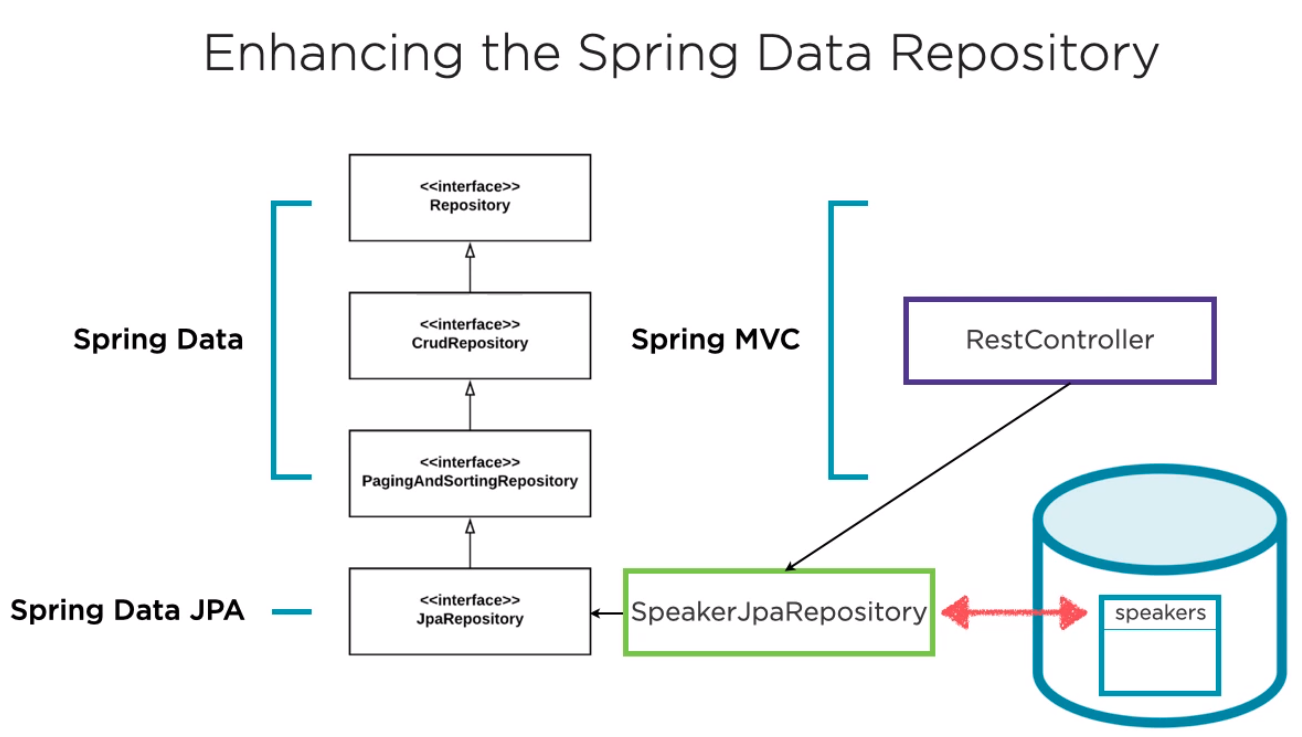 Enhancing the Spring Data Repository
<<interface>>
Repository
Spring Data
<<interface>>
CrudRepository
<<interface>>
PagingAndSortingRepository
Spring Data JPA
<<interface>>
JpaRepository
Spring MVC
RestController
SpeakerJpaRepository
speakers